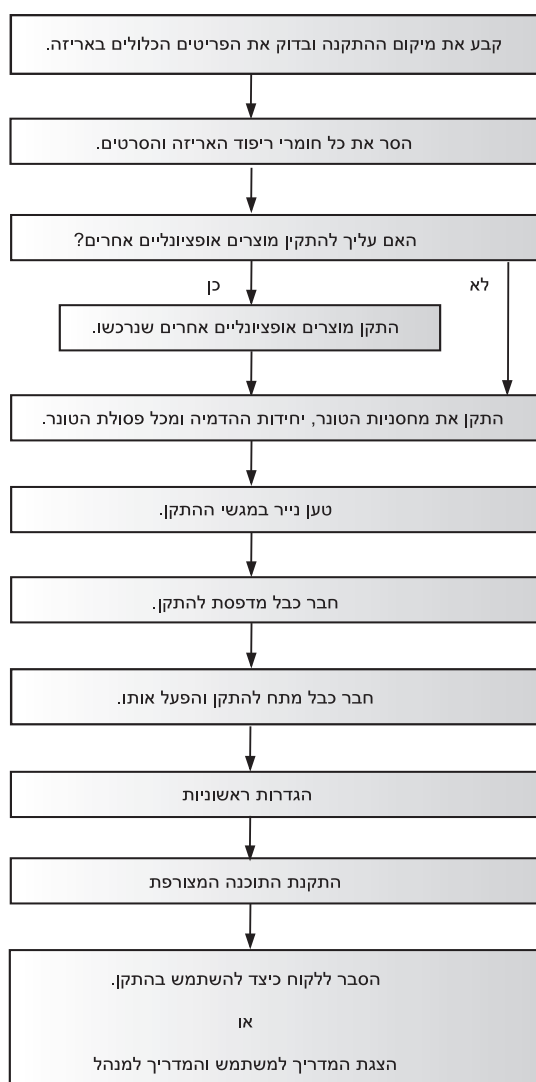 קבע את מיקום ההתקנה ובדוק את הפריטים הכלולים באריזה.
הסר את כל חומרי ריפוד האריזה והסרטים.
האם עליך להתקין מוצרים אופציונליים אחרים?
כן
לא
התקן מוצרים אופציונליים אחרים שנרכשו.
התקן את מחסניות הטונר, יחידות ההדמיה ומכל פסולת הטונר.
טען נייר במגשי ההתקן.
חבר כבל מדפסת להתקן.
חבר כבל מתח להתקן והפעל אותו.
הגדרות ראשוניות
התקנת התוכנה המצורפת
הסבר ללקוח כיצד להשתמש בהתקן.
או
הצגת המדריך למשתמש והמדריך למנהל